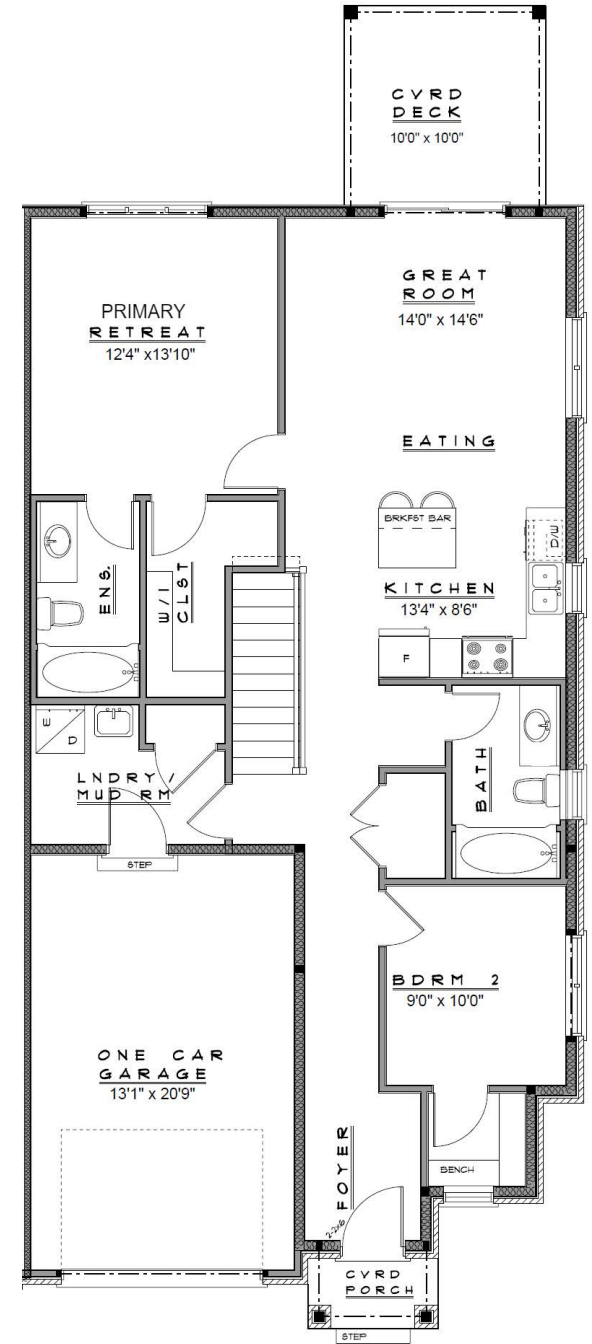 CVRD
DECK
10'0" x 10'0"
GREAT
ROOM
14'0" x 14'6"
PRIMARY
RETREAT
12'4" x13'10"
EATING
BRKFST BAR
D/W
ENS.
W/I
CLST
KITCHEN
13'4" x 8'6"
F
W
D
LNDRY /
MUD RM
BATH
STEP
BDRM 2
9'0" x 10'0"
ONE CAR
GARAGE
13'1" x 20'9"
FOYER
BENCH
2-2x6
CVRD
PORCH
STEP